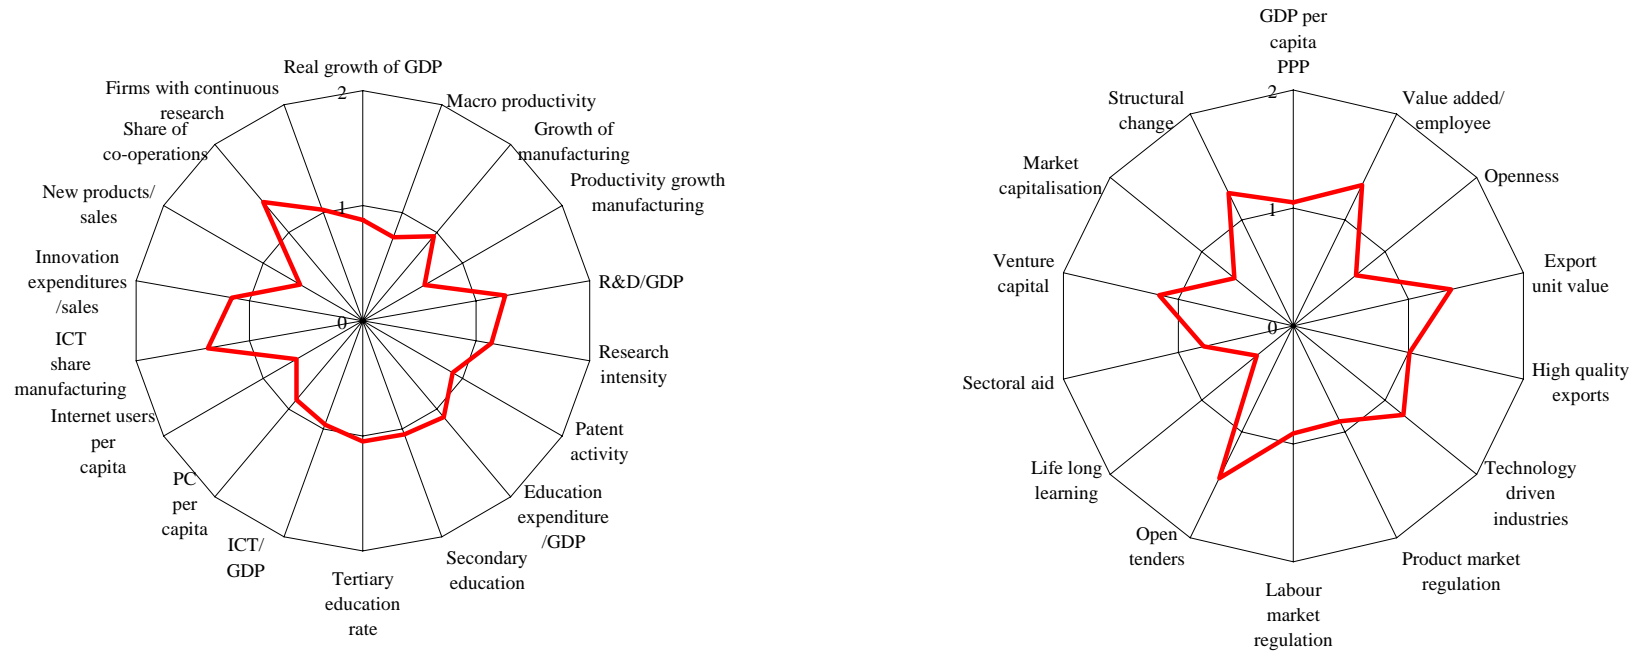 Real growth of GDP
2
Macro productivity
Growth of
manufacturing
Productivity growth
manufacturing
R&D/GDP
Research
intensity
Patent
activity
Education
expenditure
/GDP
Secondary
education
Tertiary
education
rate
ICT/
GDP
PC
per
capita
Internet users
per
capita
ICT
share
manufacturing
Innovation
expenditures
/sales
New products/
sales
Share of
co-operations
Firms with continuous
research
1
0
GDP per
capita
PPP
2
Value added/
employee
Openness
Export
unit value
High quality
exports
Technology
driven
industries
Product market
regulation
Labour
market
regulation
Open
tenders
Life long
learning
Sectoral aid
Venture
capital
Market
capitalisation
Structural
change
1
0